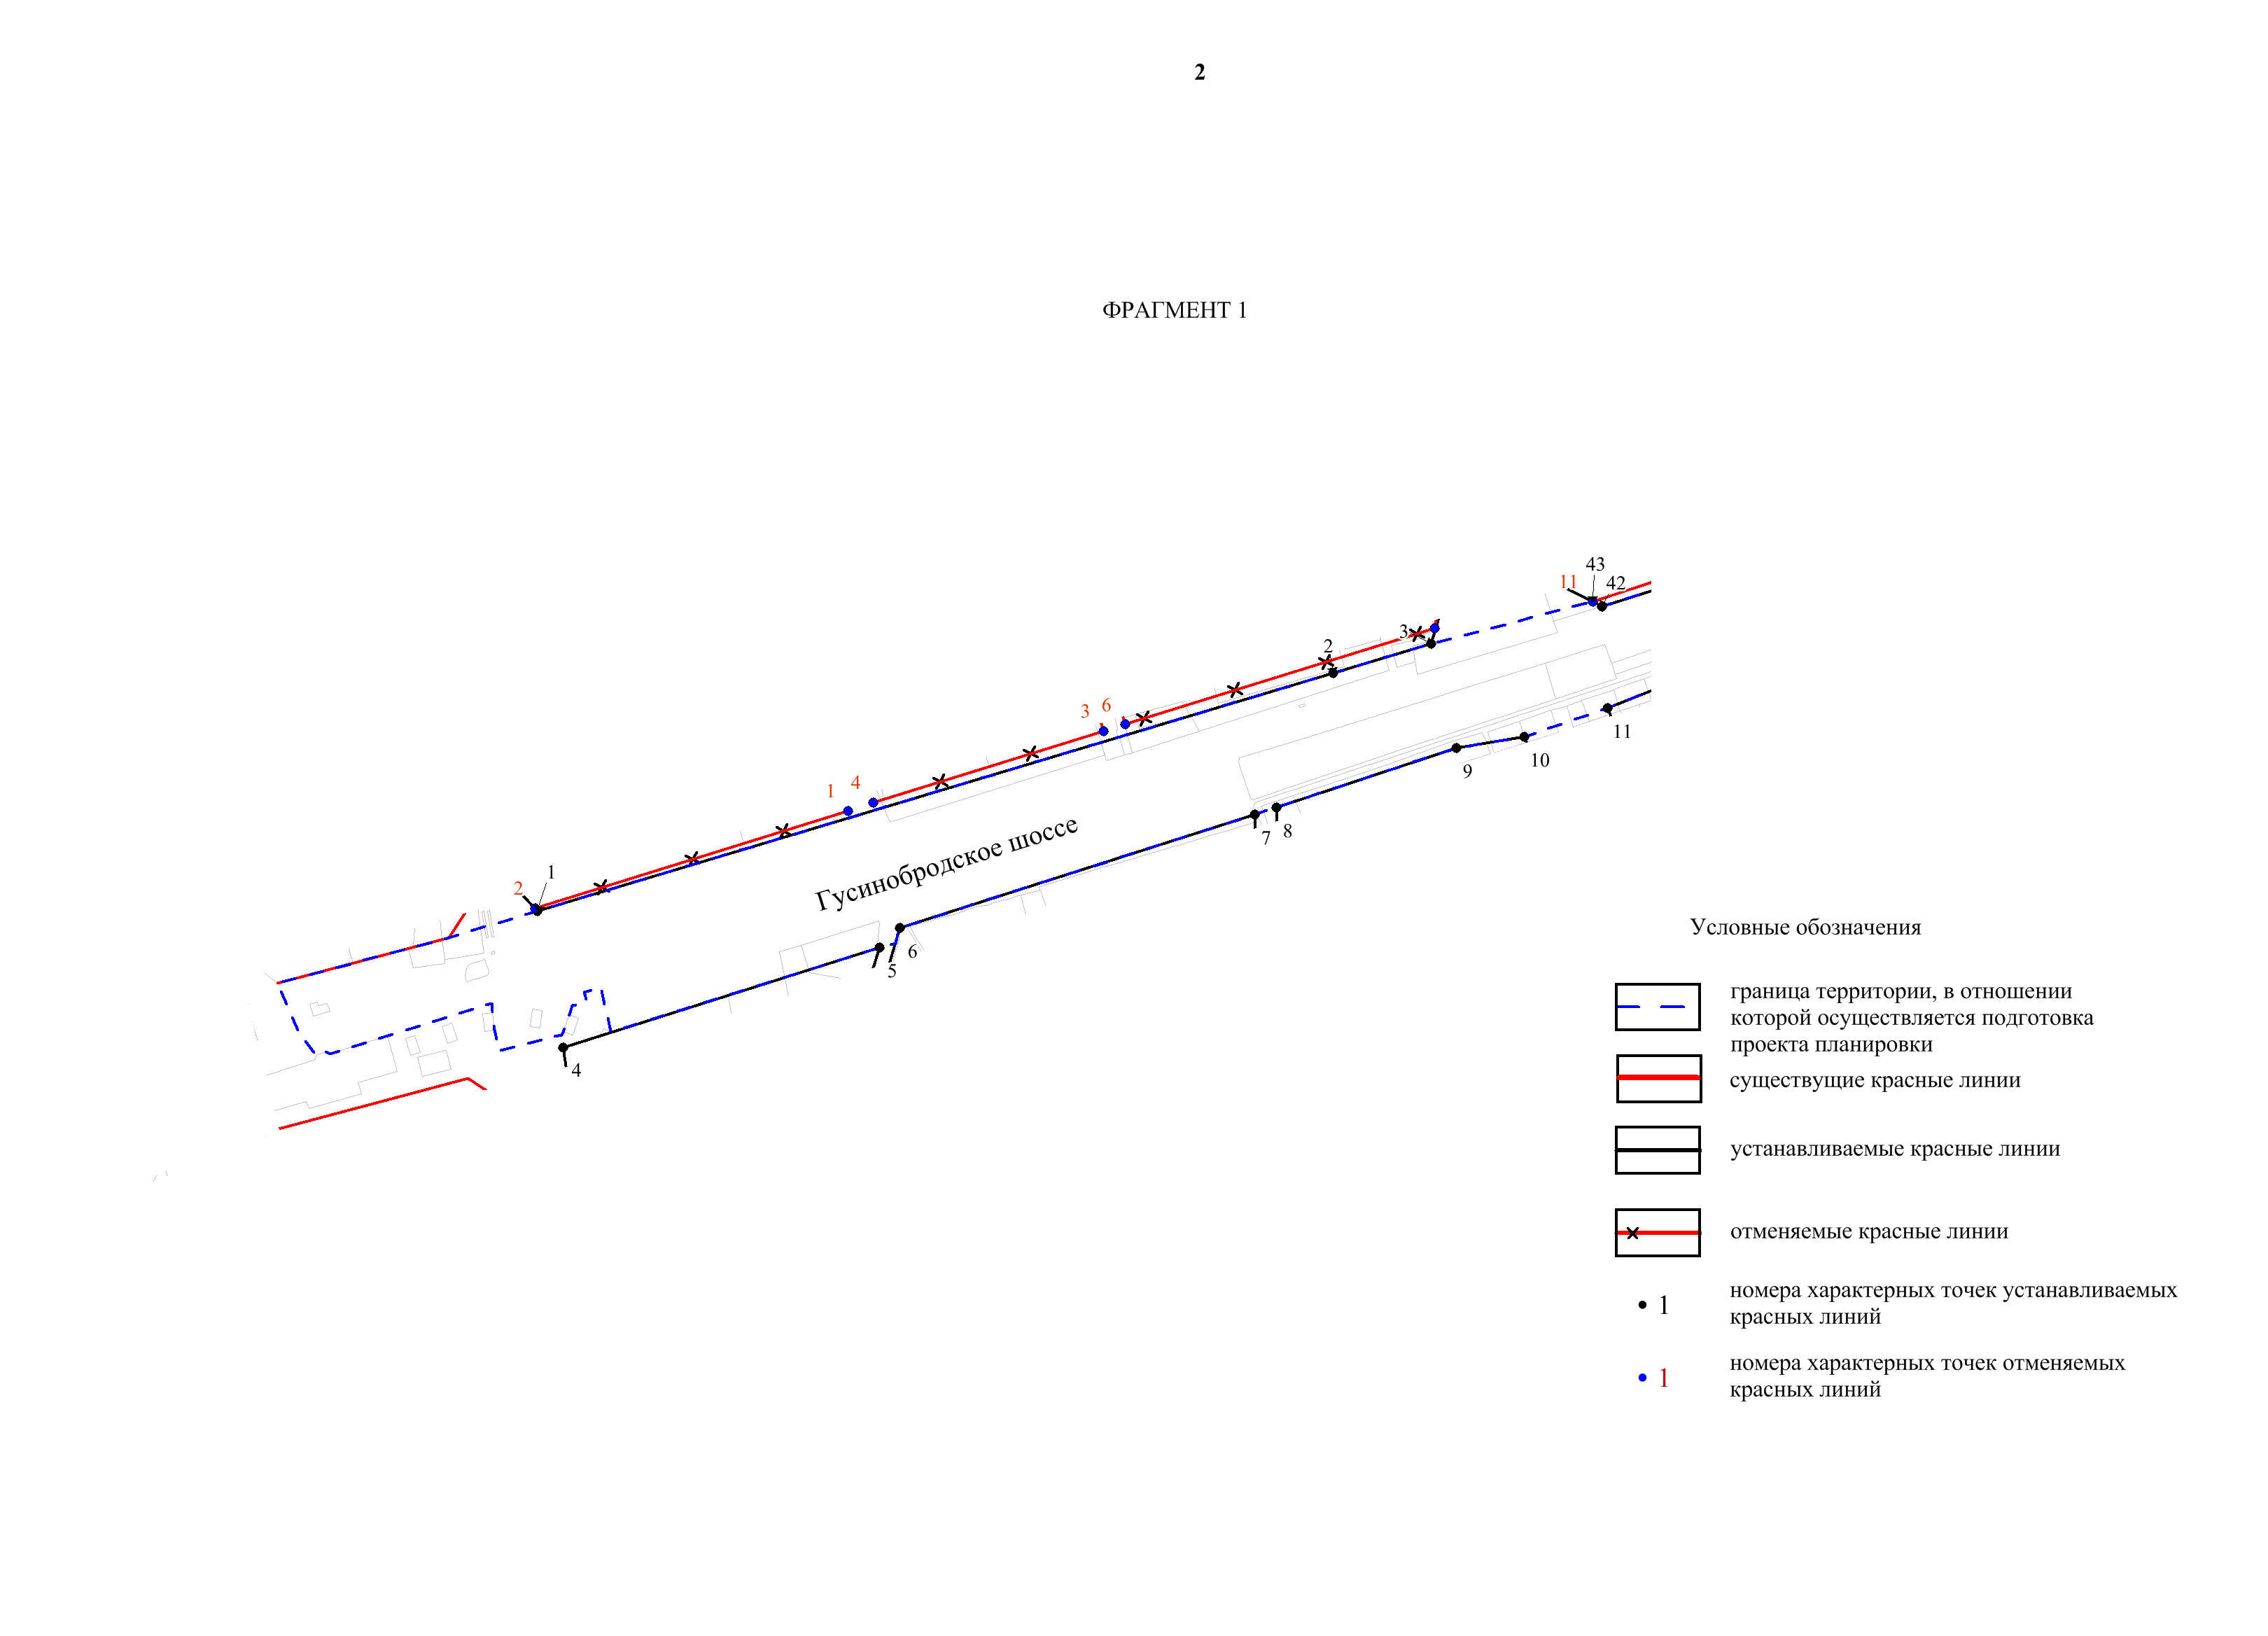 2
ФРАГМЕНТ 1
43
11
42
3
2
3 6
11
10
9
1 4
7
8
Гусинобродское шоссе
1
2
6
5
4
Условные обозначения
граница территории, в отношении
которой осуществляется подготовка
проекта планировки
существущие красные линии
устанавливаемые красные линии
отменяемые красные линии
1
номера характерных точек устанавливаемых
красных линий
1
номера характерных точек отменяемых
красных линий